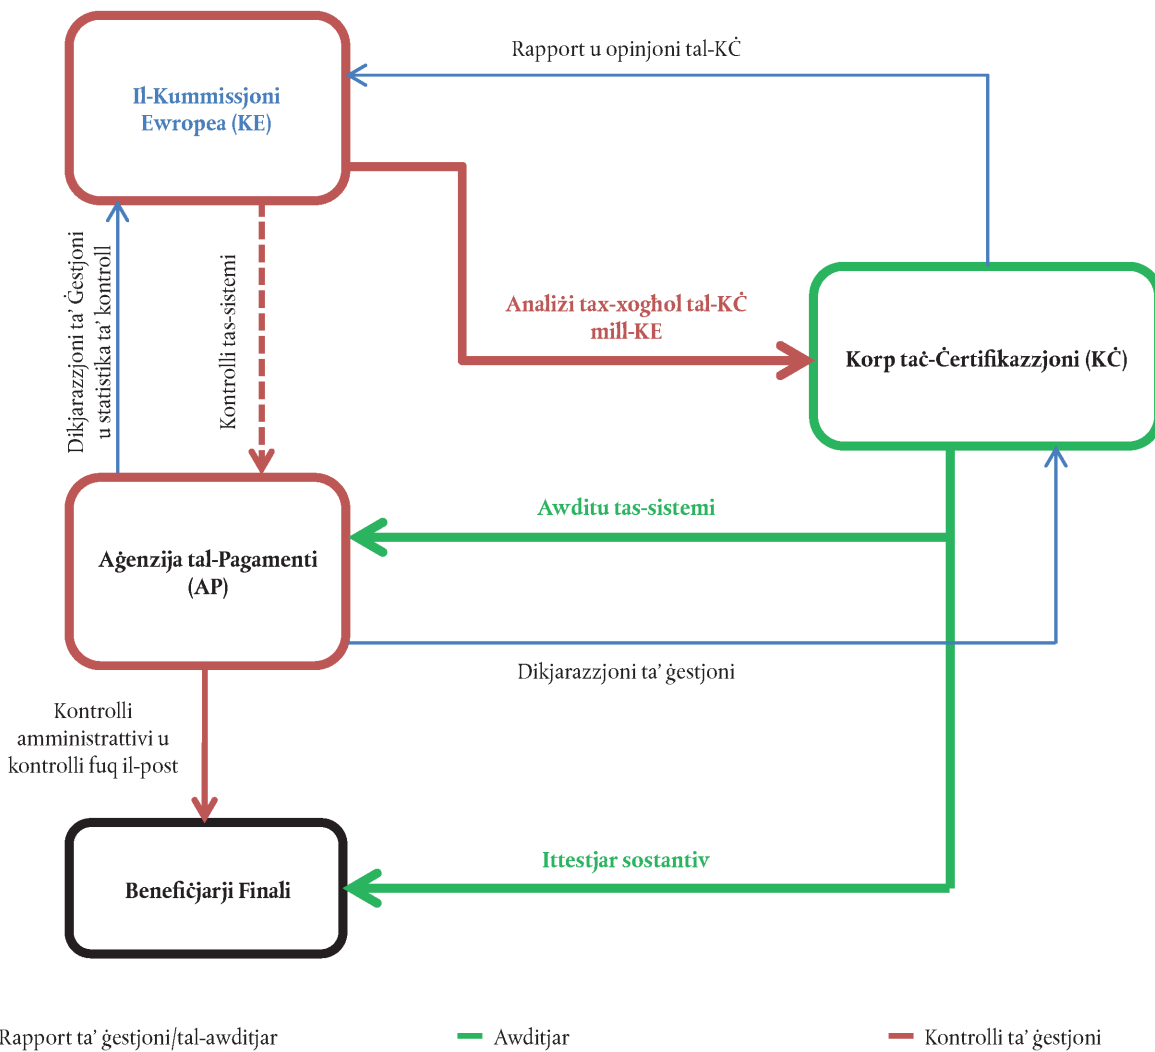 Rapport u opinjoni tal-KĊ
Il-Kummissjoni
Ewropea (KE)
Dikjarazzjoni ta’ Ġestjoni
u statistika ta’ kontroll
Kontrolli tas-sistemi
Analiżi tax-xogħol tal-KĊ
mill-KE
Korp taċ-Ċertifikazzjoni (KĊ)
Awditu tas-sistemi
Aġenzija tal-Pagamenti
(AP)
Dikjarazzjoni ta’ ġestjoni
Kontrolli
amministrattivi u
kontrolli fuq il-post
Ittestjar sostantiv
Benefiċjarji Finali
Rapport ta’ ġestjoni/tal-awditjar
Awditjar
Kontrolli ta’ ġestjoni